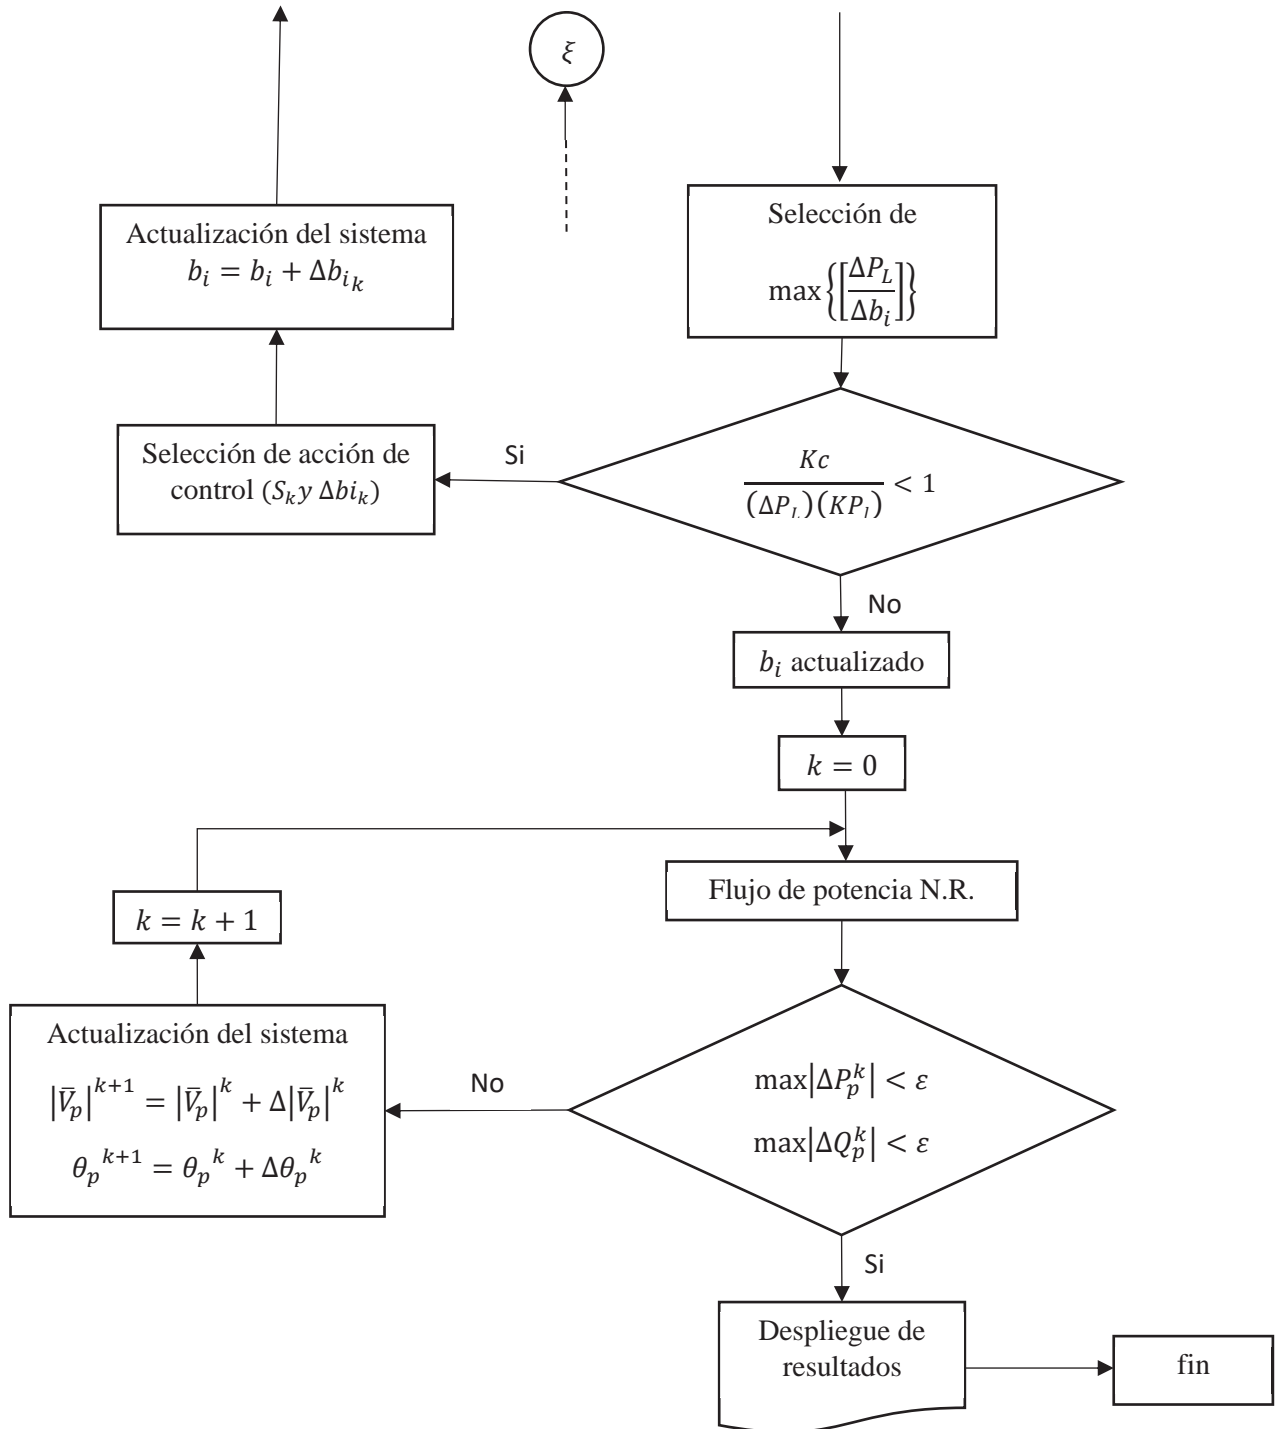 ξ
Actualización del sistema
b_i = b_i + Δb_{i_k}
Selección de
max{[ΔP_L/Δb_i]}
Selección de acción de
control (S_k y Δbi_k)
Si
Kc/(ΔP_L)(KP_L) < 1
No
b_i actualizado
k = 0
Flujo de potencia N.R.
k = k + 1
Actualización del sistema
|V̄_p|^{k+1} = |V̄_p|^k + Δ|V̄_p|^k
θ_p^{k+1} = θ_p^k + Δθ_p^k
No
max|ΔP_p^k| < ε
max|ΔQ_p^k| < ε
Si
Despliegue de
resultados
fin